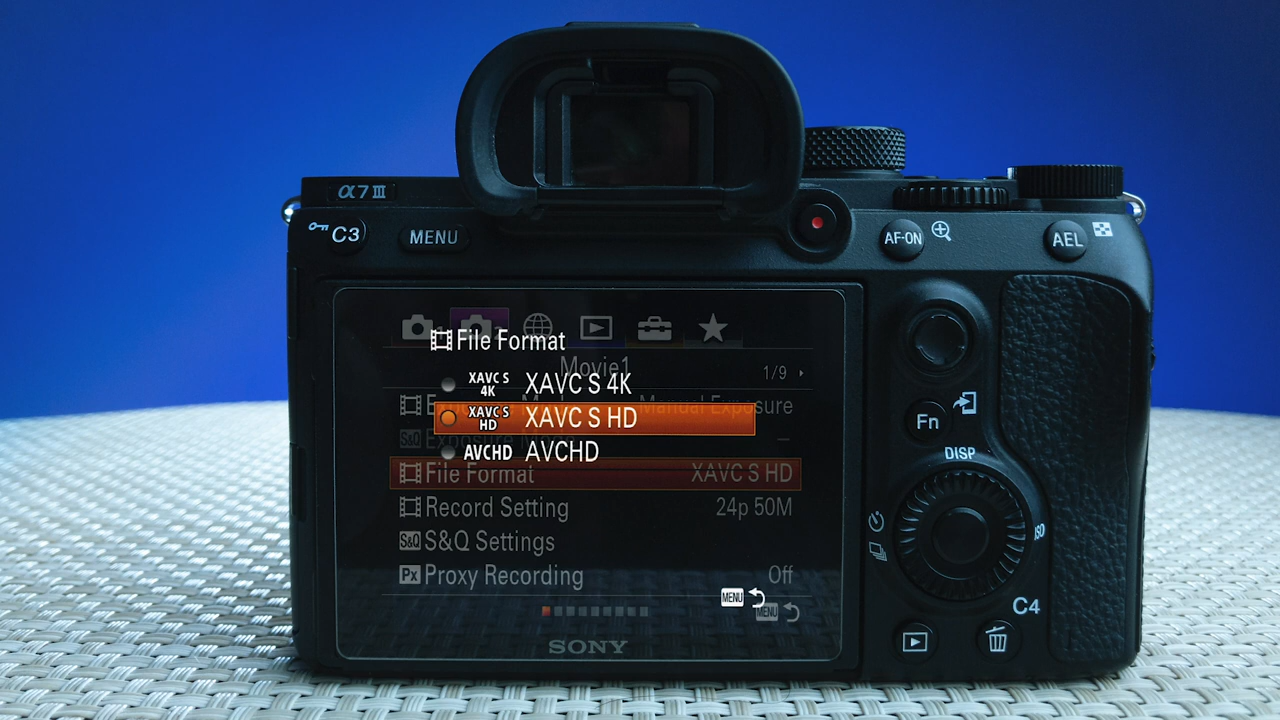 α7III
C3
MENU
AF-ON
AEL
File Format
Movie1
1/9
XAVC S 4K
XAVC S 4K
Manual Exposure
XAVC S HD
XAVC S HD
S&Q
AVCHD
AVCHD
File Format
XAVC S HD
Record Setting
24p 50M
S&Q
S&Q Settings
Px
Proxy Recording
Off
MENU
MENU
SONY
Fn
DISP
ISO
C4